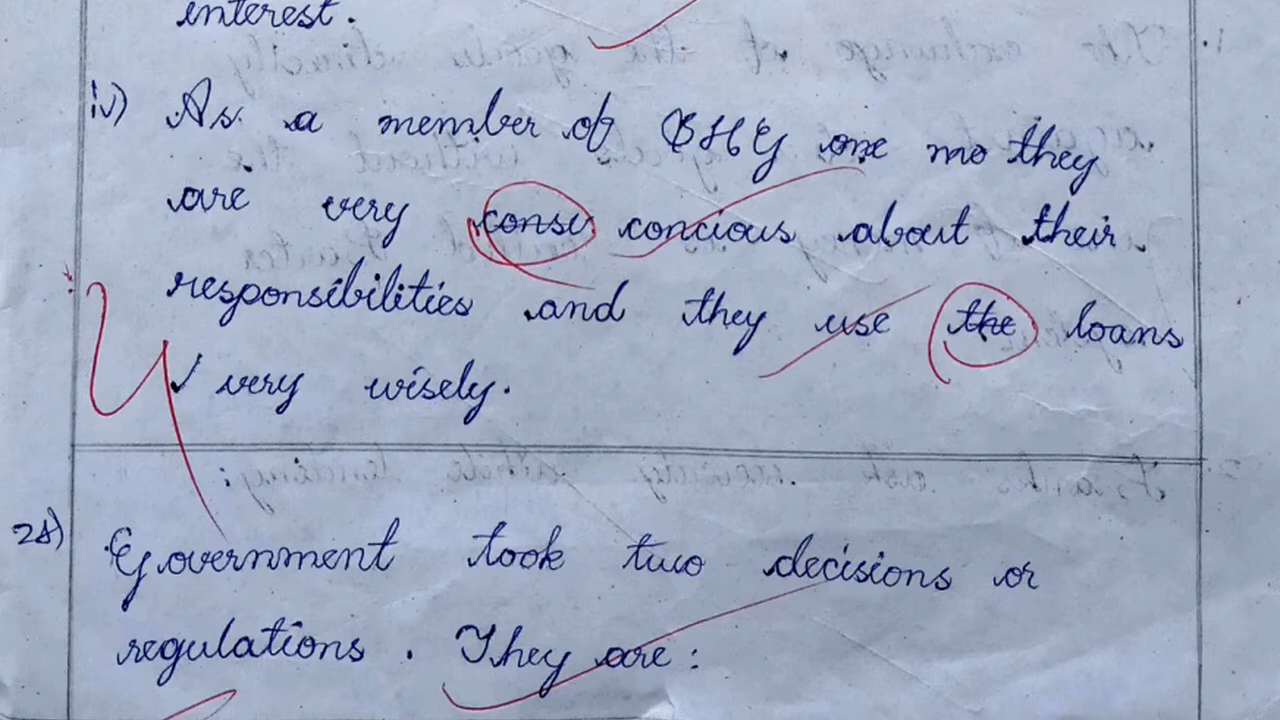 interest.
iv) As a member of SHG one mo they
are very consi concious about their
responsibilities and they use the loans
very wisely.
28) Government took two decisions or
regulations. They are: